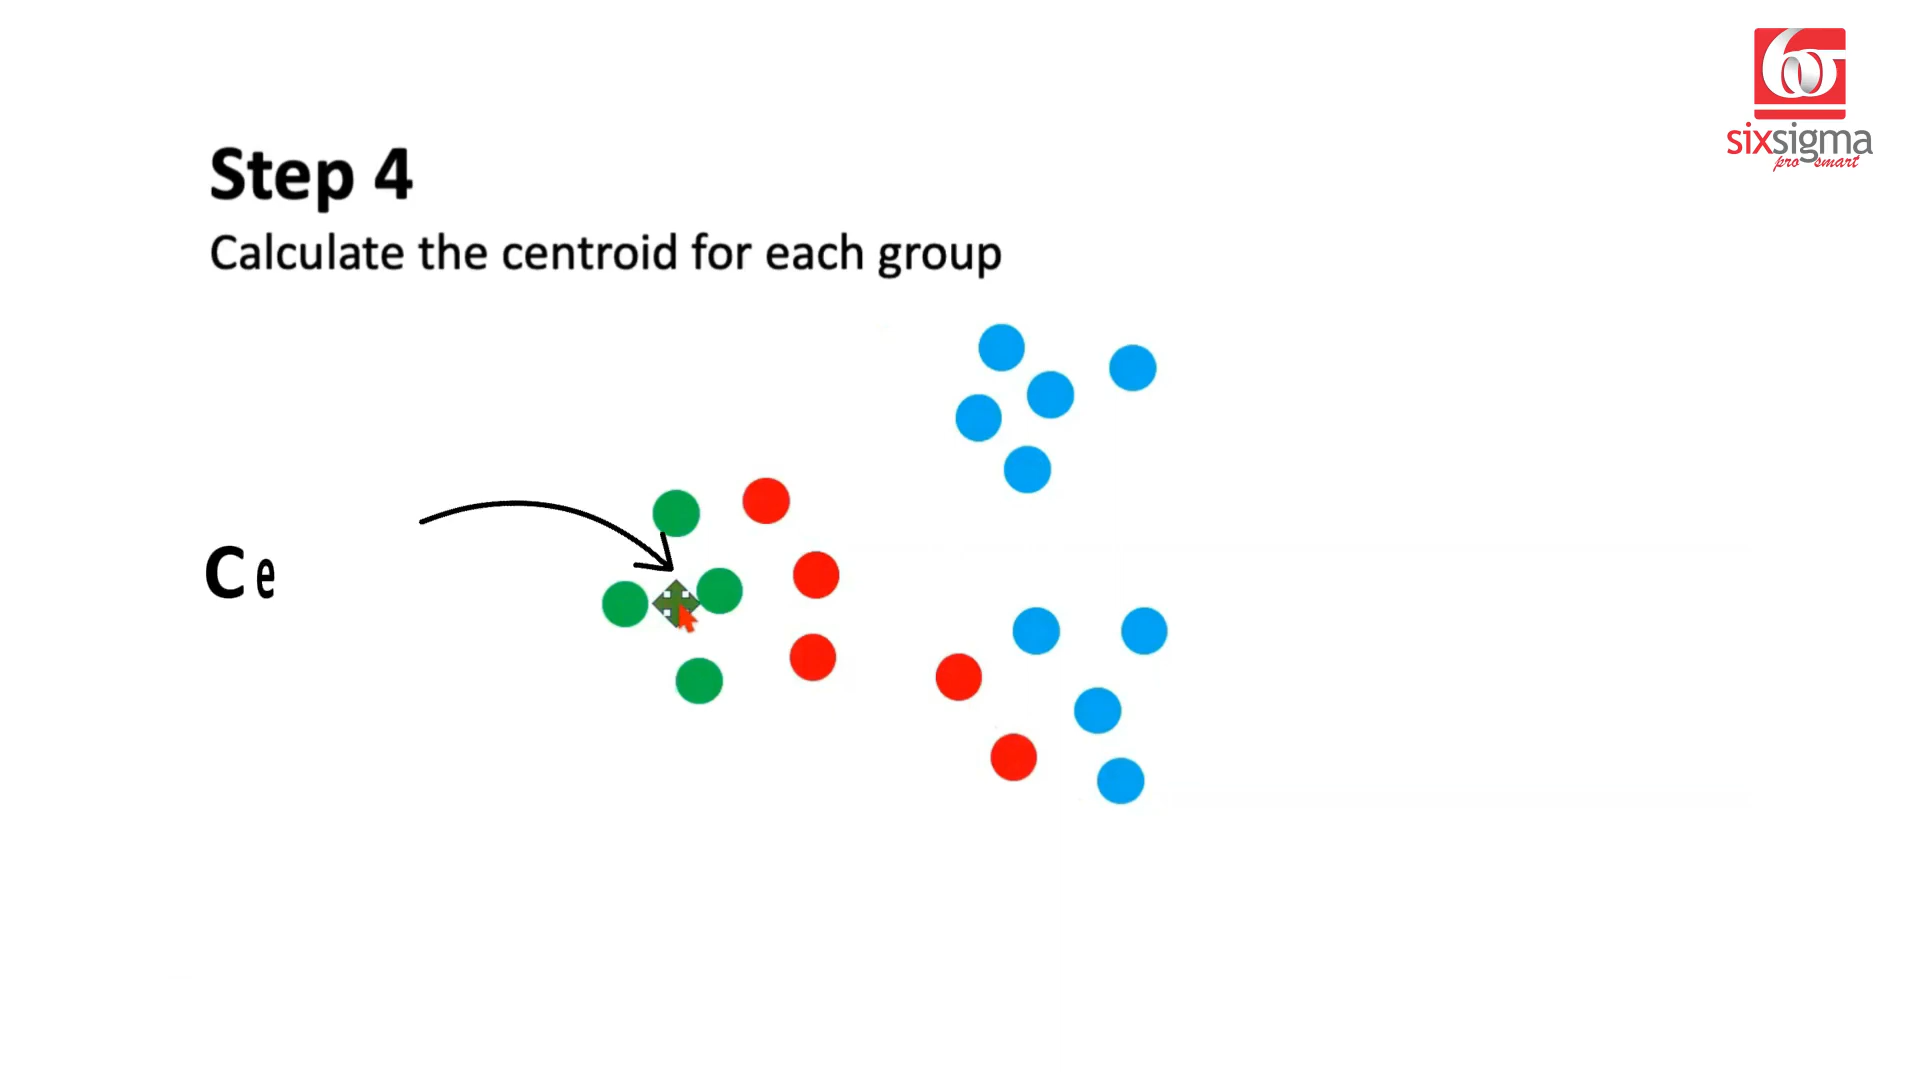 sixsigma
pro smart
Step 4
Calculate the centroid for each group
Ce